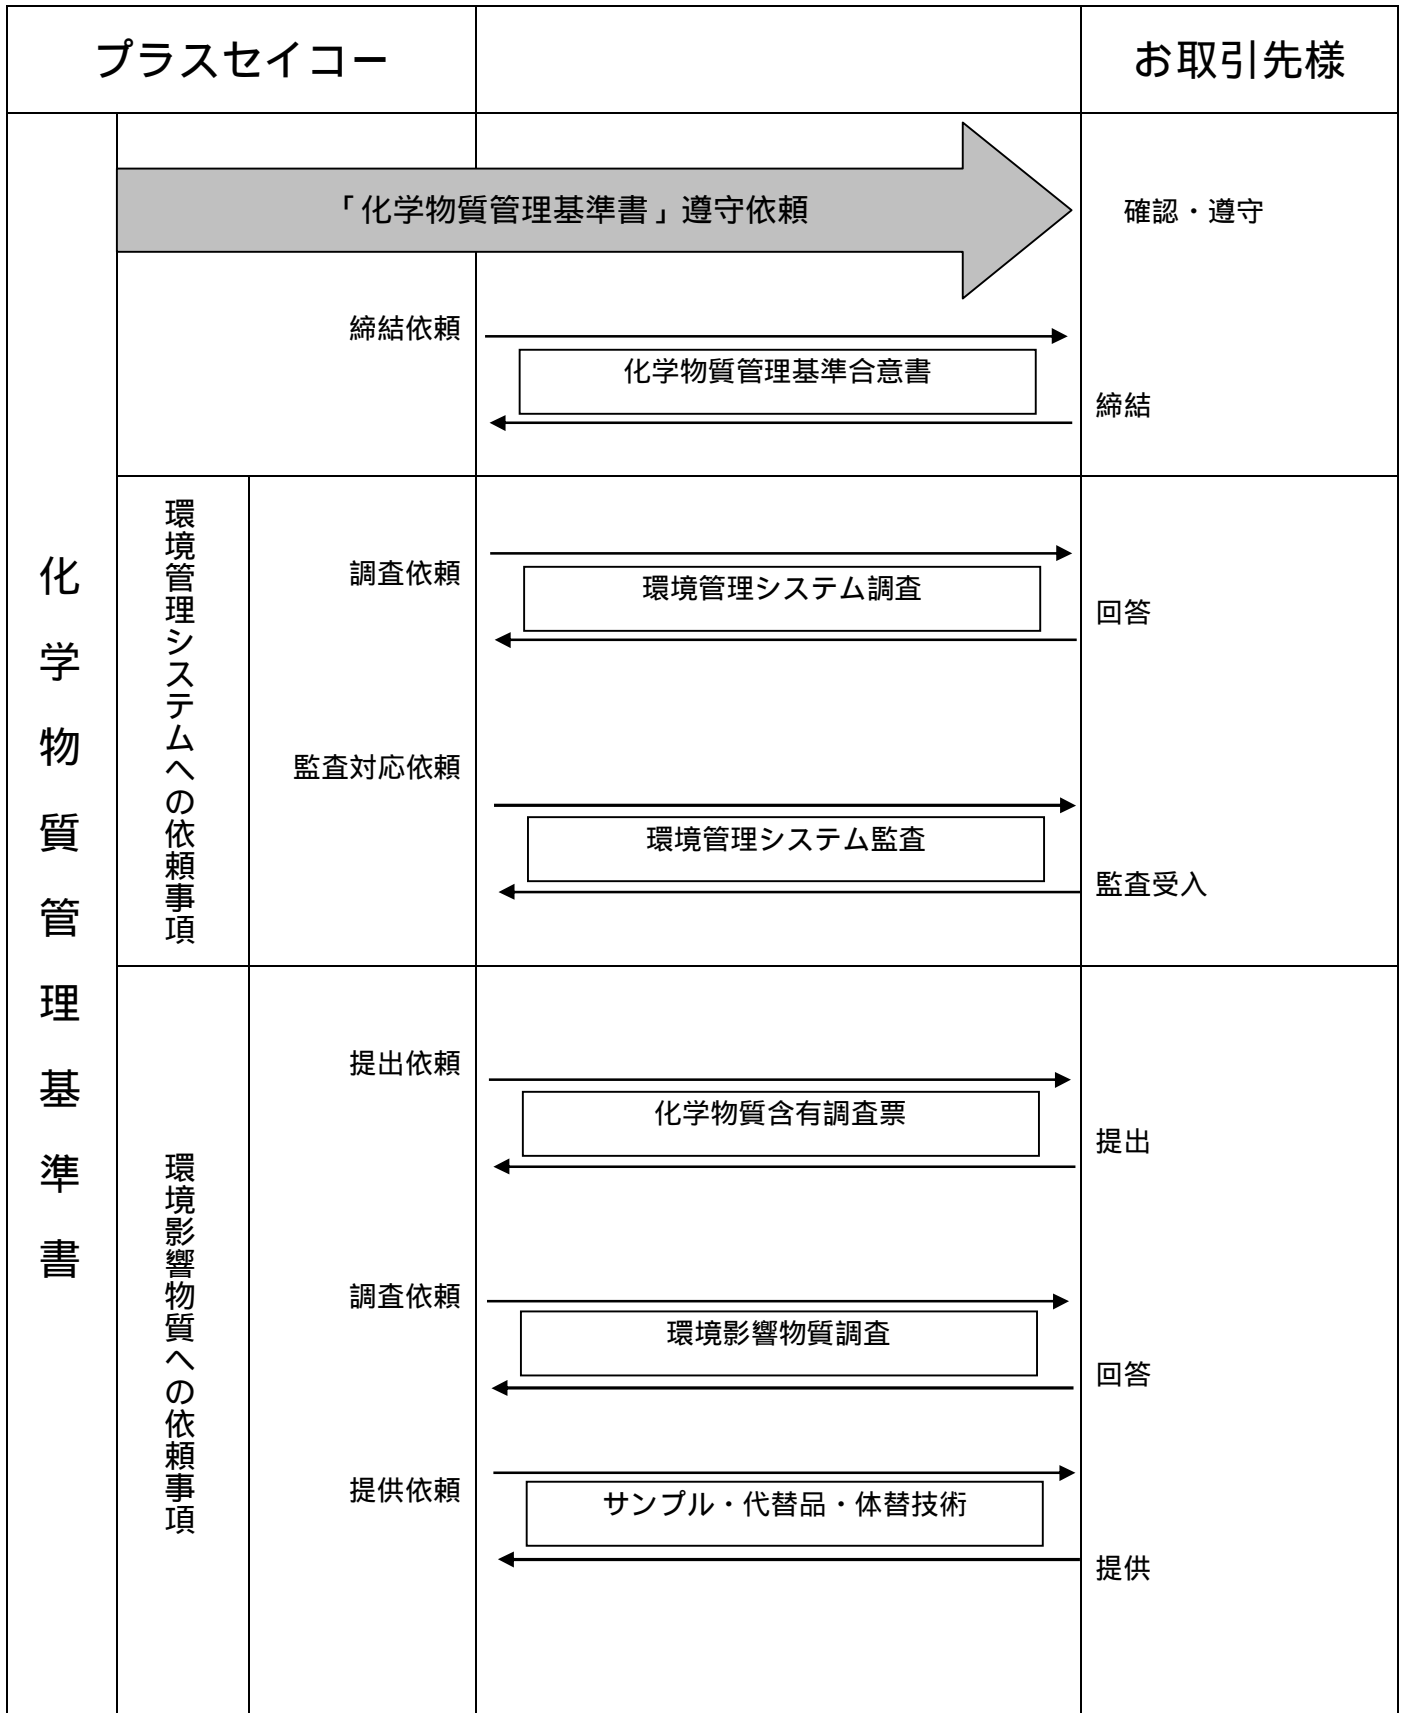 プラスセイコー
お取引先様
化学物質管理基準書
「化学物質管理基準書」遵守依頼
確認・遵守
締結依頼
化学物質管理基準合意書
締結
環境管理システムへの依頼事項
調査依頼
環境管理システム調査
回答
監査対応依頼
環境管理システム監査
監査受入
環境影響物質への依頼事項
提出依頼
化学物質含有調査票
提出
調査依頼
環境影響物質調査
回答
提供依頼
サンプル・代替品・体替技術
提供